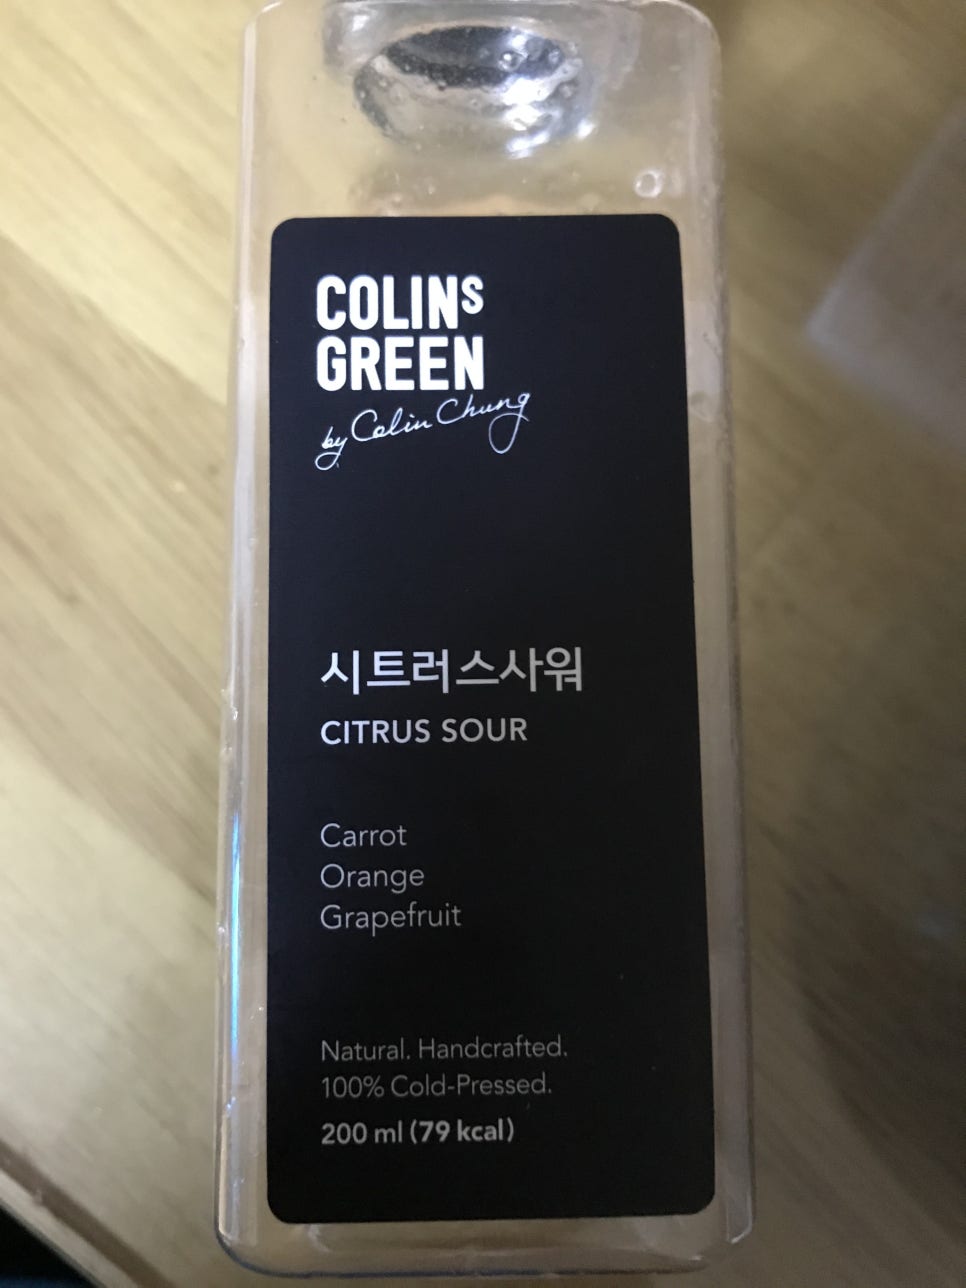 COLINS
GREEN
by Colin Chung
시트러스사워
CITRUS SOUR
Carrot
Orange
Grapefruit
Natural. Handcrafted.
100% Cold-Pressed.
200 ml (79 kcal)